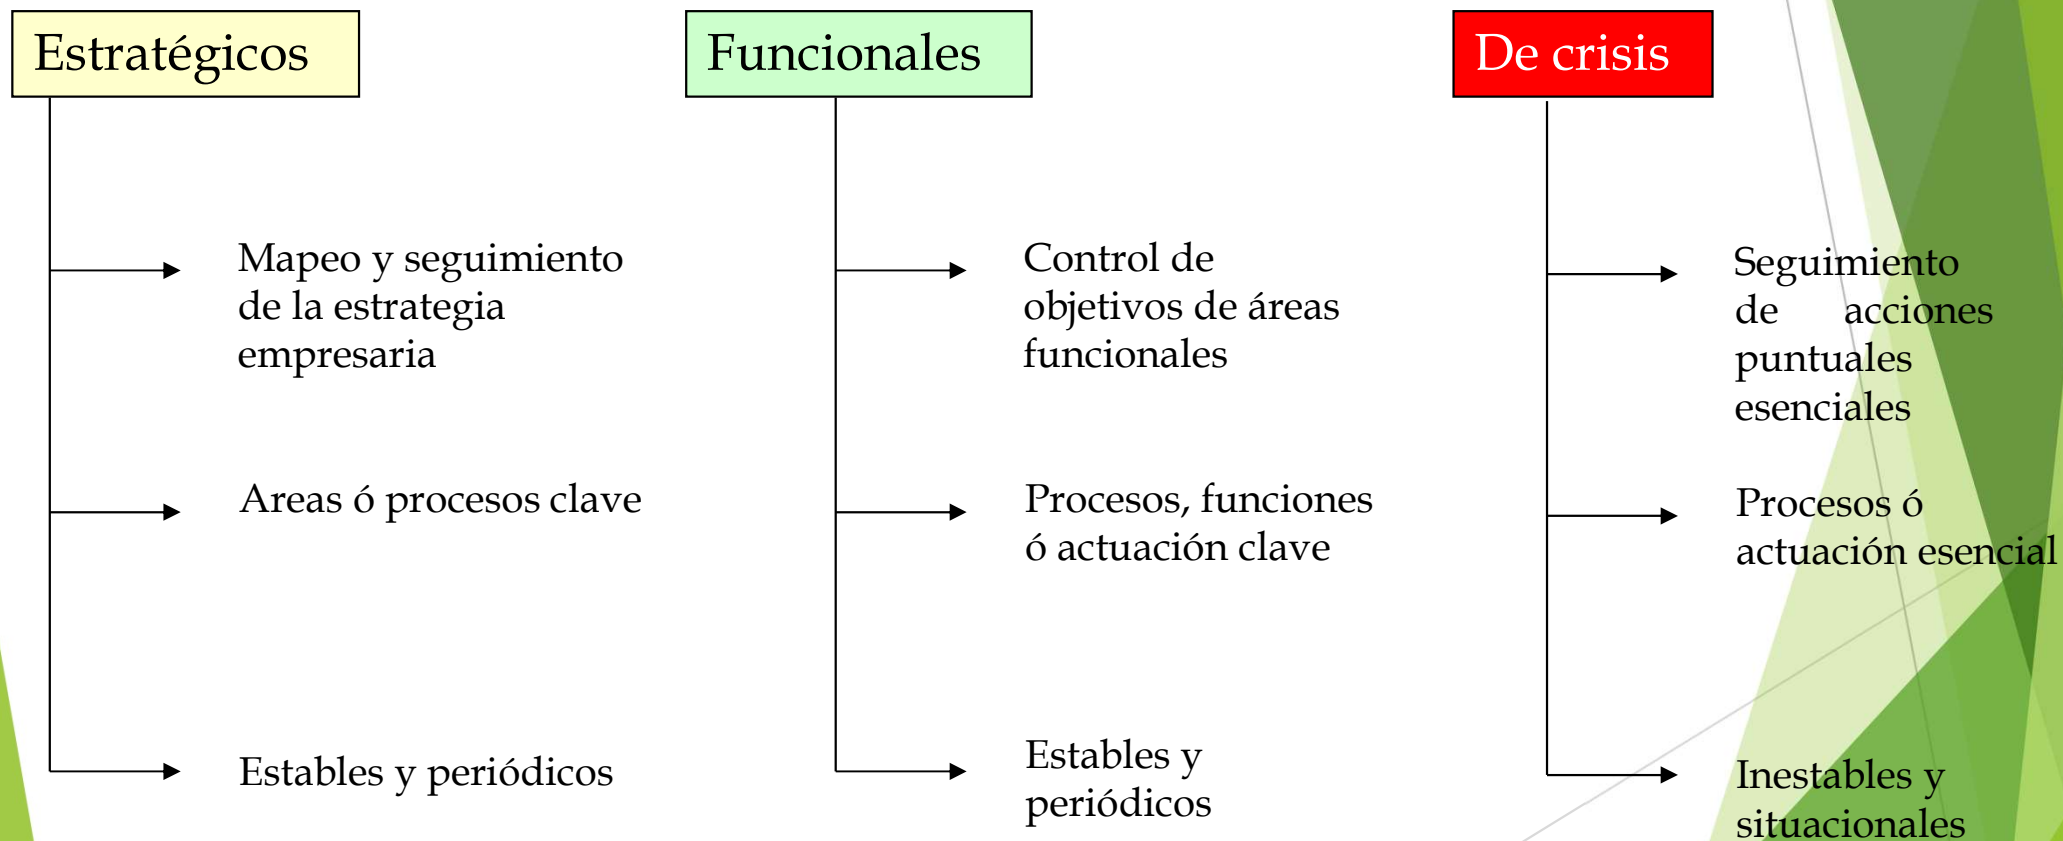 Estratégicos
Mapeo y seguimiento
de la estrategia
empresaria
Areas ó procesos clave
Estables y periódicos
Funcionales
Control de
objetivos de áreas
funcionales
Procesos, funciones
ó actuación clave
Estables y
periódicos
De crisis
Seguimiento
de acciones
puntuales
esenciales
Procesos ó
actuación esencial
Inestables y
situacionales